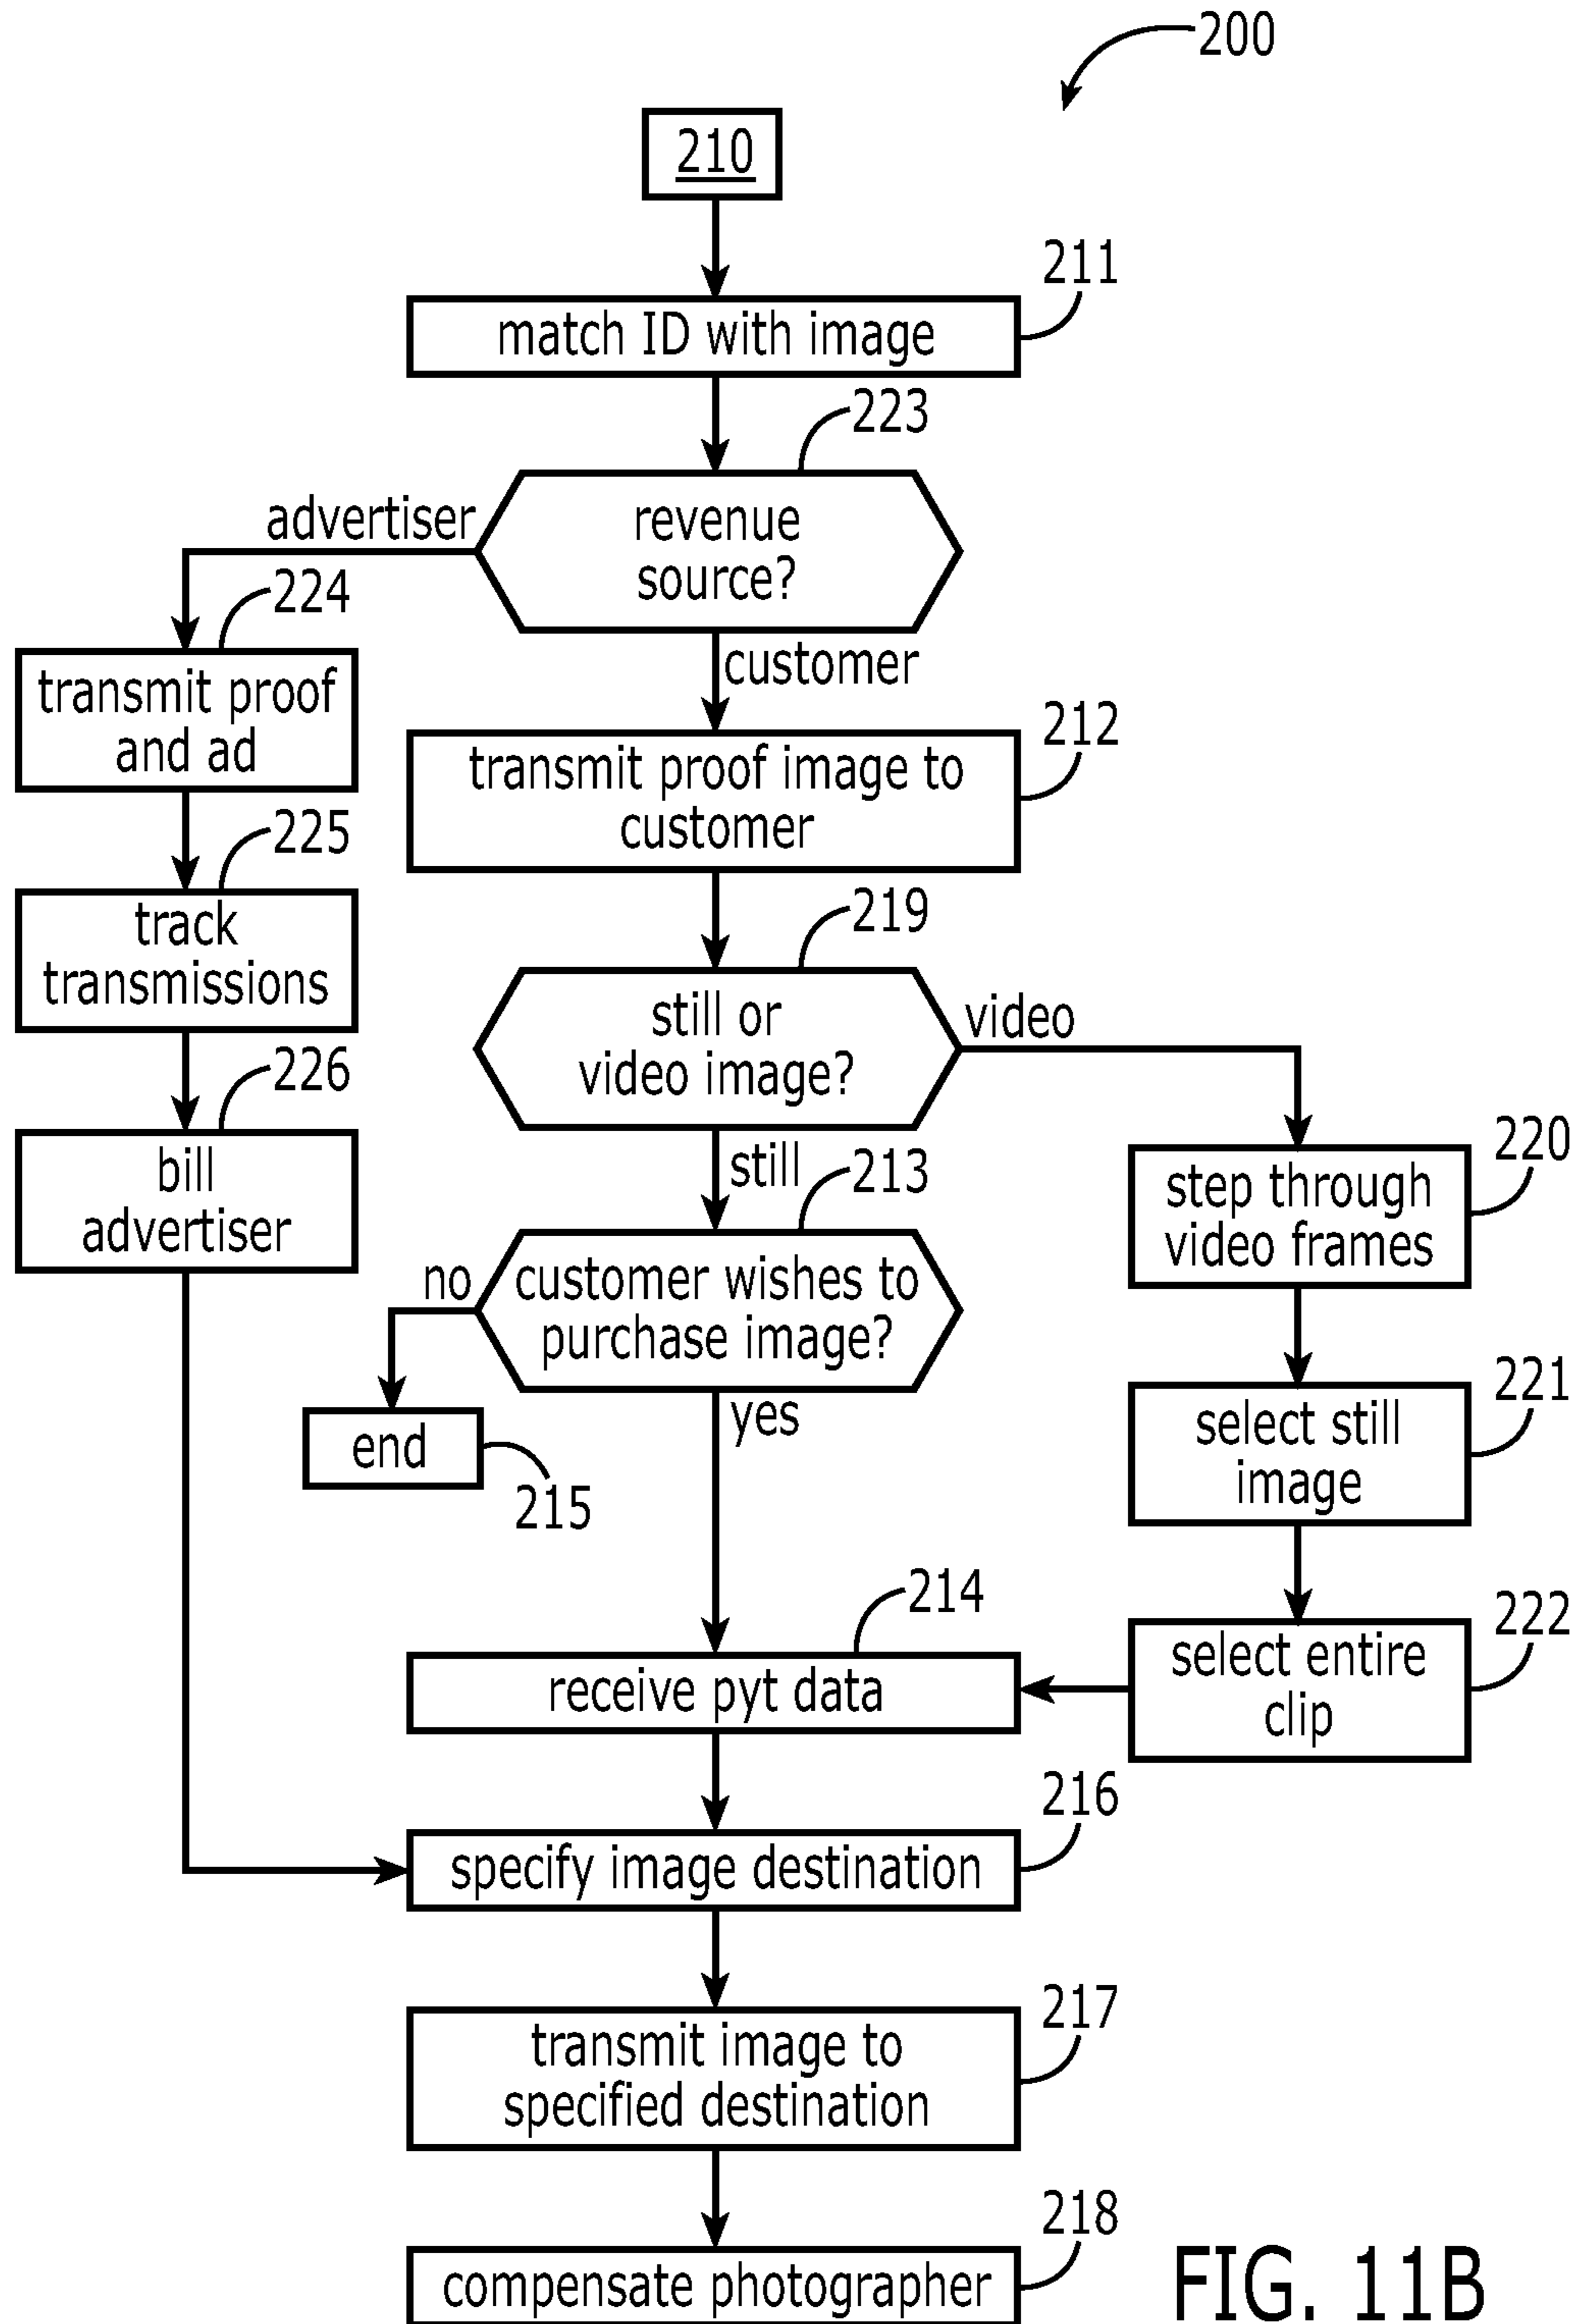 200
210
211
match ID with image
223
advertiser
revenue
source?
224
customer
transmit proof
and ad
212
transmit proof image to
customer
225
track
transmissions
219
still or
video image?
video
226
bill
advertiser
still
213
220
step through
video frames
no
customer wishes to
purchase image?
yes
end
215
221
select still
image
214
receive pyt data
222
select entire
clip
216
specify image destination
217
transmit image to
specified destination
218
compensate photographer
FIG. 11B